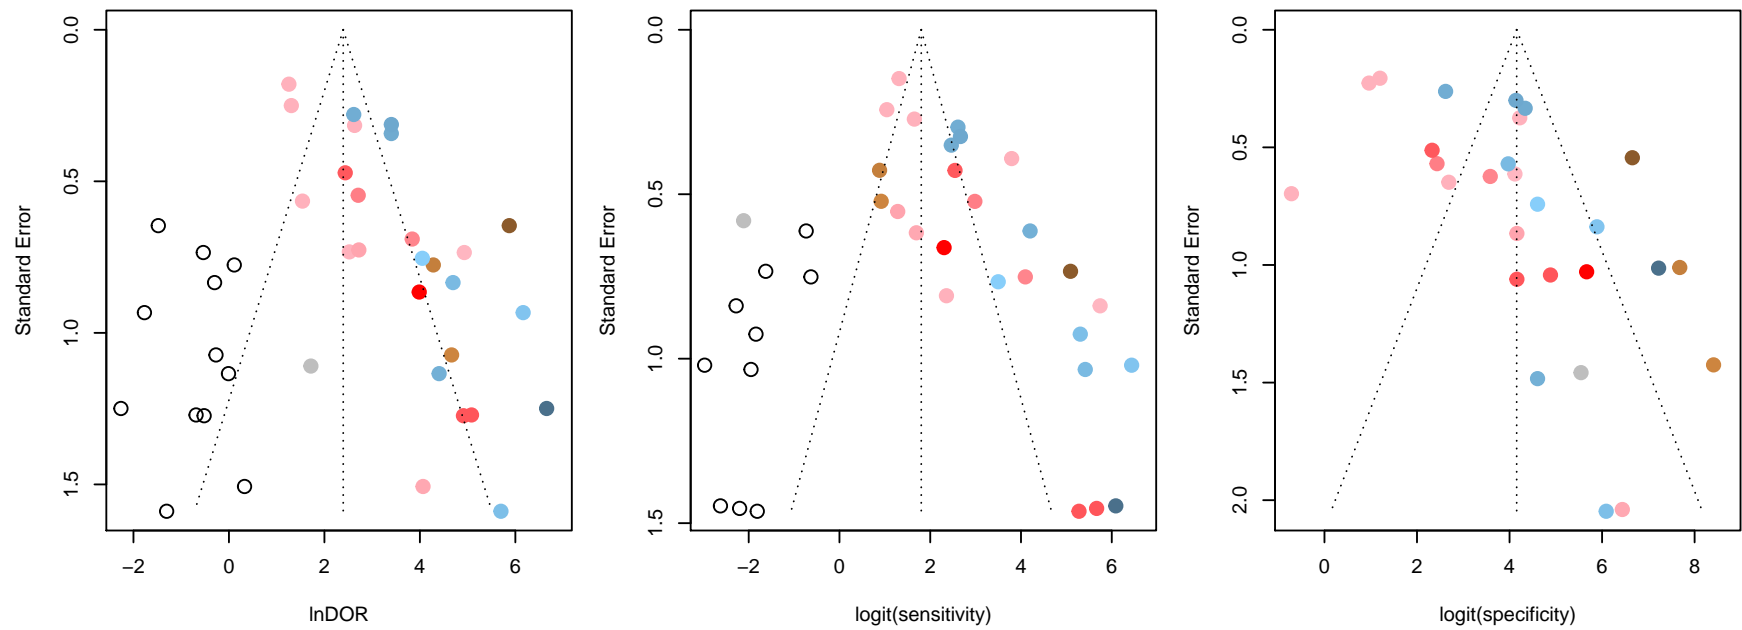 0.0
0.5
1.0
1.5
Standard Error
−2 0 2 4 6
lnDOR
0.0
0.5
1.0
1.5
Standard Error
−2 0 2 4 6
logit(sensitivity)
0.0
0.5
1.0
1.5
2.0
Standard Error
0 2 4 6 8
logit(specificity)